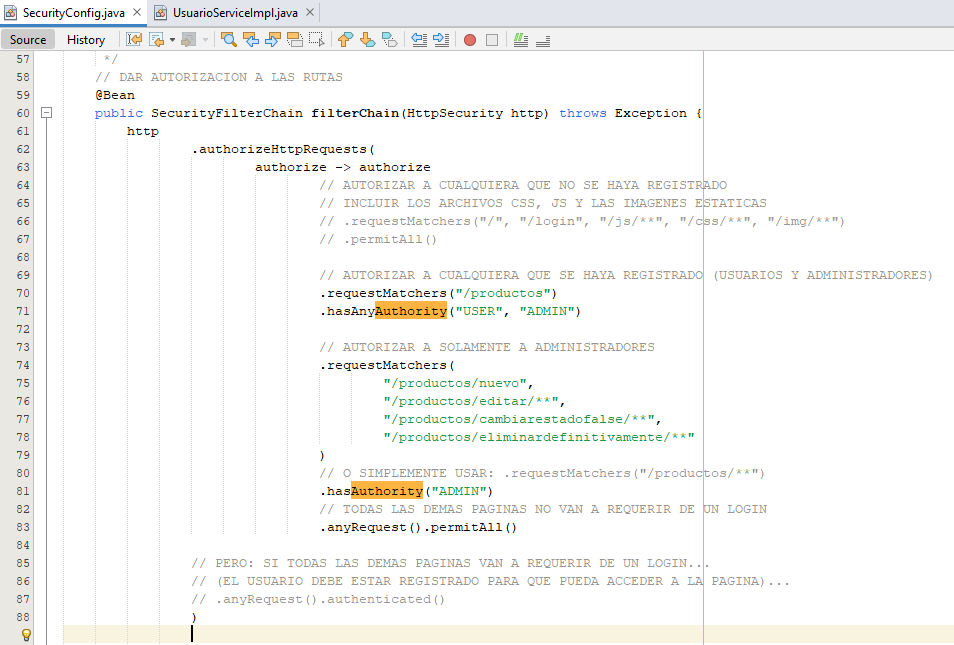 SecurityConfig.java
UsuarioServiceImpl.java
Source
History
57 */
58 // DAR AUTORIZACION A LAS RUTAS
59 @Bean
60 public SecurityFilterChain filterChain(HttpSecurity http) throws Exception {
61 http
62 .authorizeHttpRequests(
63 authorize -> authorize
64 // AUTORIZAR A CUALQUIERA QUE NO SE HAYA REGISTRADO
65 // INCLUIR LOS ARCHIVOS CSS, JS Y LAS IMAGENES ESTATICAS
66 // .requestMatchers("/", "/login", "/js/**", "/css/**", "/img/**")
67 // .permitAll()
68
69 // AUTORIZAR A CUALQUIERA QUE SE HAYA REGISTRADO (USUARIOS Y ADMINISTRADORES)
70 .requestMatchers("/productos")
71 .hasAnyAuthority("USER", "ADMIN")
72
73 // AUTORIZAR A SOLAMENTE A ADMINISTRADORES
74 .requestMatchers(
75 "/productos/nuevo",
76 "/productos/editar/**",
77 "/productos/cambiarestadofalse/**",
78 "/productos/eliminardefinitivamente/**"
79 )
80 // O SIMPLEMENTE USAR: .requestMatchers("/productos/**")
81 .hasAuthority("ADMIN")
82 // TODAS LAS DEMAS PAGINAS NO VAN A REQUERIR DE UN LOGIN
83 .anyRequest().permitAll()
84
85 // PERO: SI TODAS LAS DEMAS PAGINAS VAN A REQUERIR DE UN LOGIN...
86 // (EL USUARIO DEBE ESTAR REGISTRADO PARA QUE PUEDA ACCEDER A LA PAGINA)...
87 // .anyRequest().authenticated()
88 )